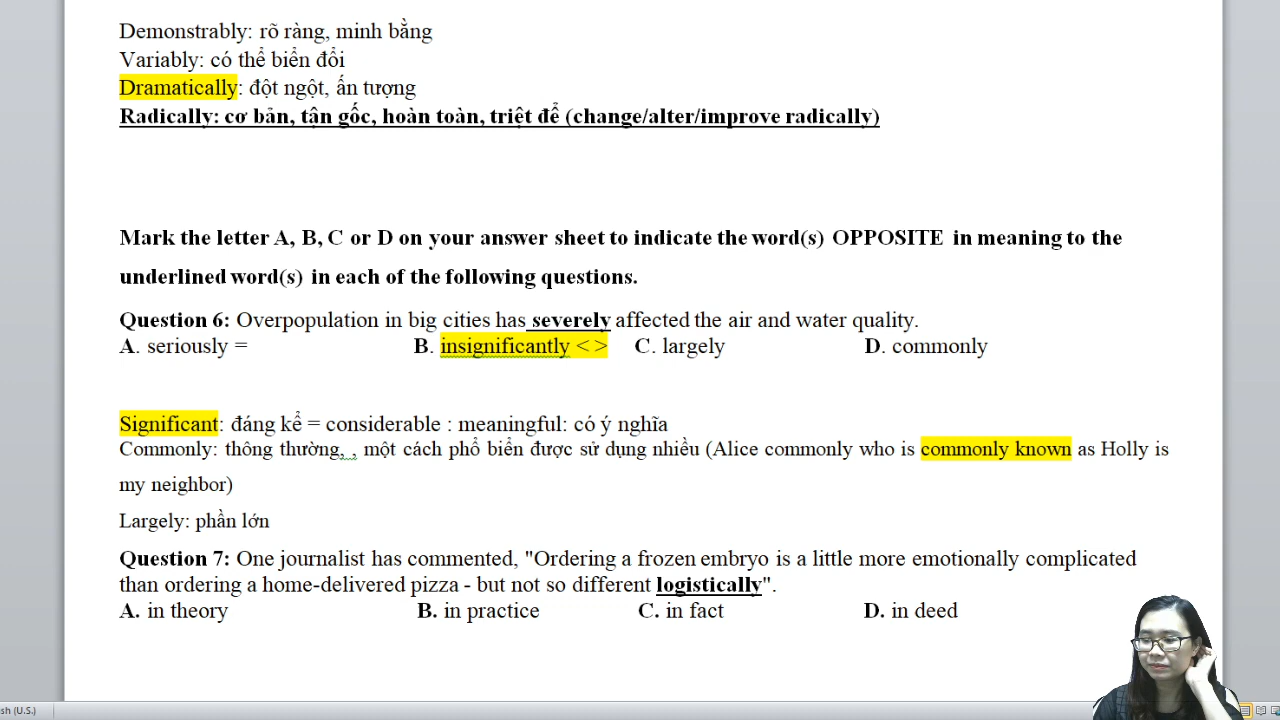 Demonstrably: rõ ràng, minh bằng
Variably: có thể biển đổi
Dramatically: đột ngột, ấn tượng
Radically: cơ bản, tận gốc, hoàn toàn, triệt để (change/alter/improve radically)
Mark the letter A, B, C or D on your answer sheet to indicate the word(s) OPPOSITE in meaning to the
underlined word(s) in each of the following questions.
Question 6: Overpopulation in big cities has severely affected the air and water quality.
A. seriously = B. insignificantly < > C. largely D. commonly
Significant: đáng kể = considerable : meaningful: có ý nghĩa
Commonly: thông thường, , một cách phổ biển được sử dụng nhiều (Alice commonly who is commonly known as Holly is
my neighbor)
Largely: phần lớn
Question 7: One journalist has commented, "Ordering a frozen embryo is a little more emotionally complicated
than ordering a home-delivered pizza - but not so different logistically".
A. in theory B. in practice C. in fact D. in deed
sh (U.S.)